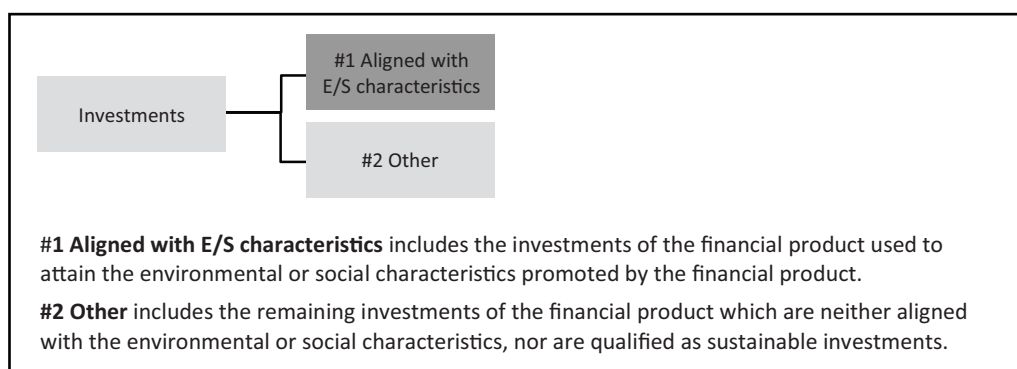 #1 Aligned with
E/S characteristics
Investments
#2 Other
#1 Aligned with E/S characteristics includes the investments of the financial product used to
attain the environmental or social characteristics promoted by the financial product.
#2 Other includes the remaining investments of the financial product which are neither aligned
with the environmental or social characteristics, nor are qualified as sustainable investments.